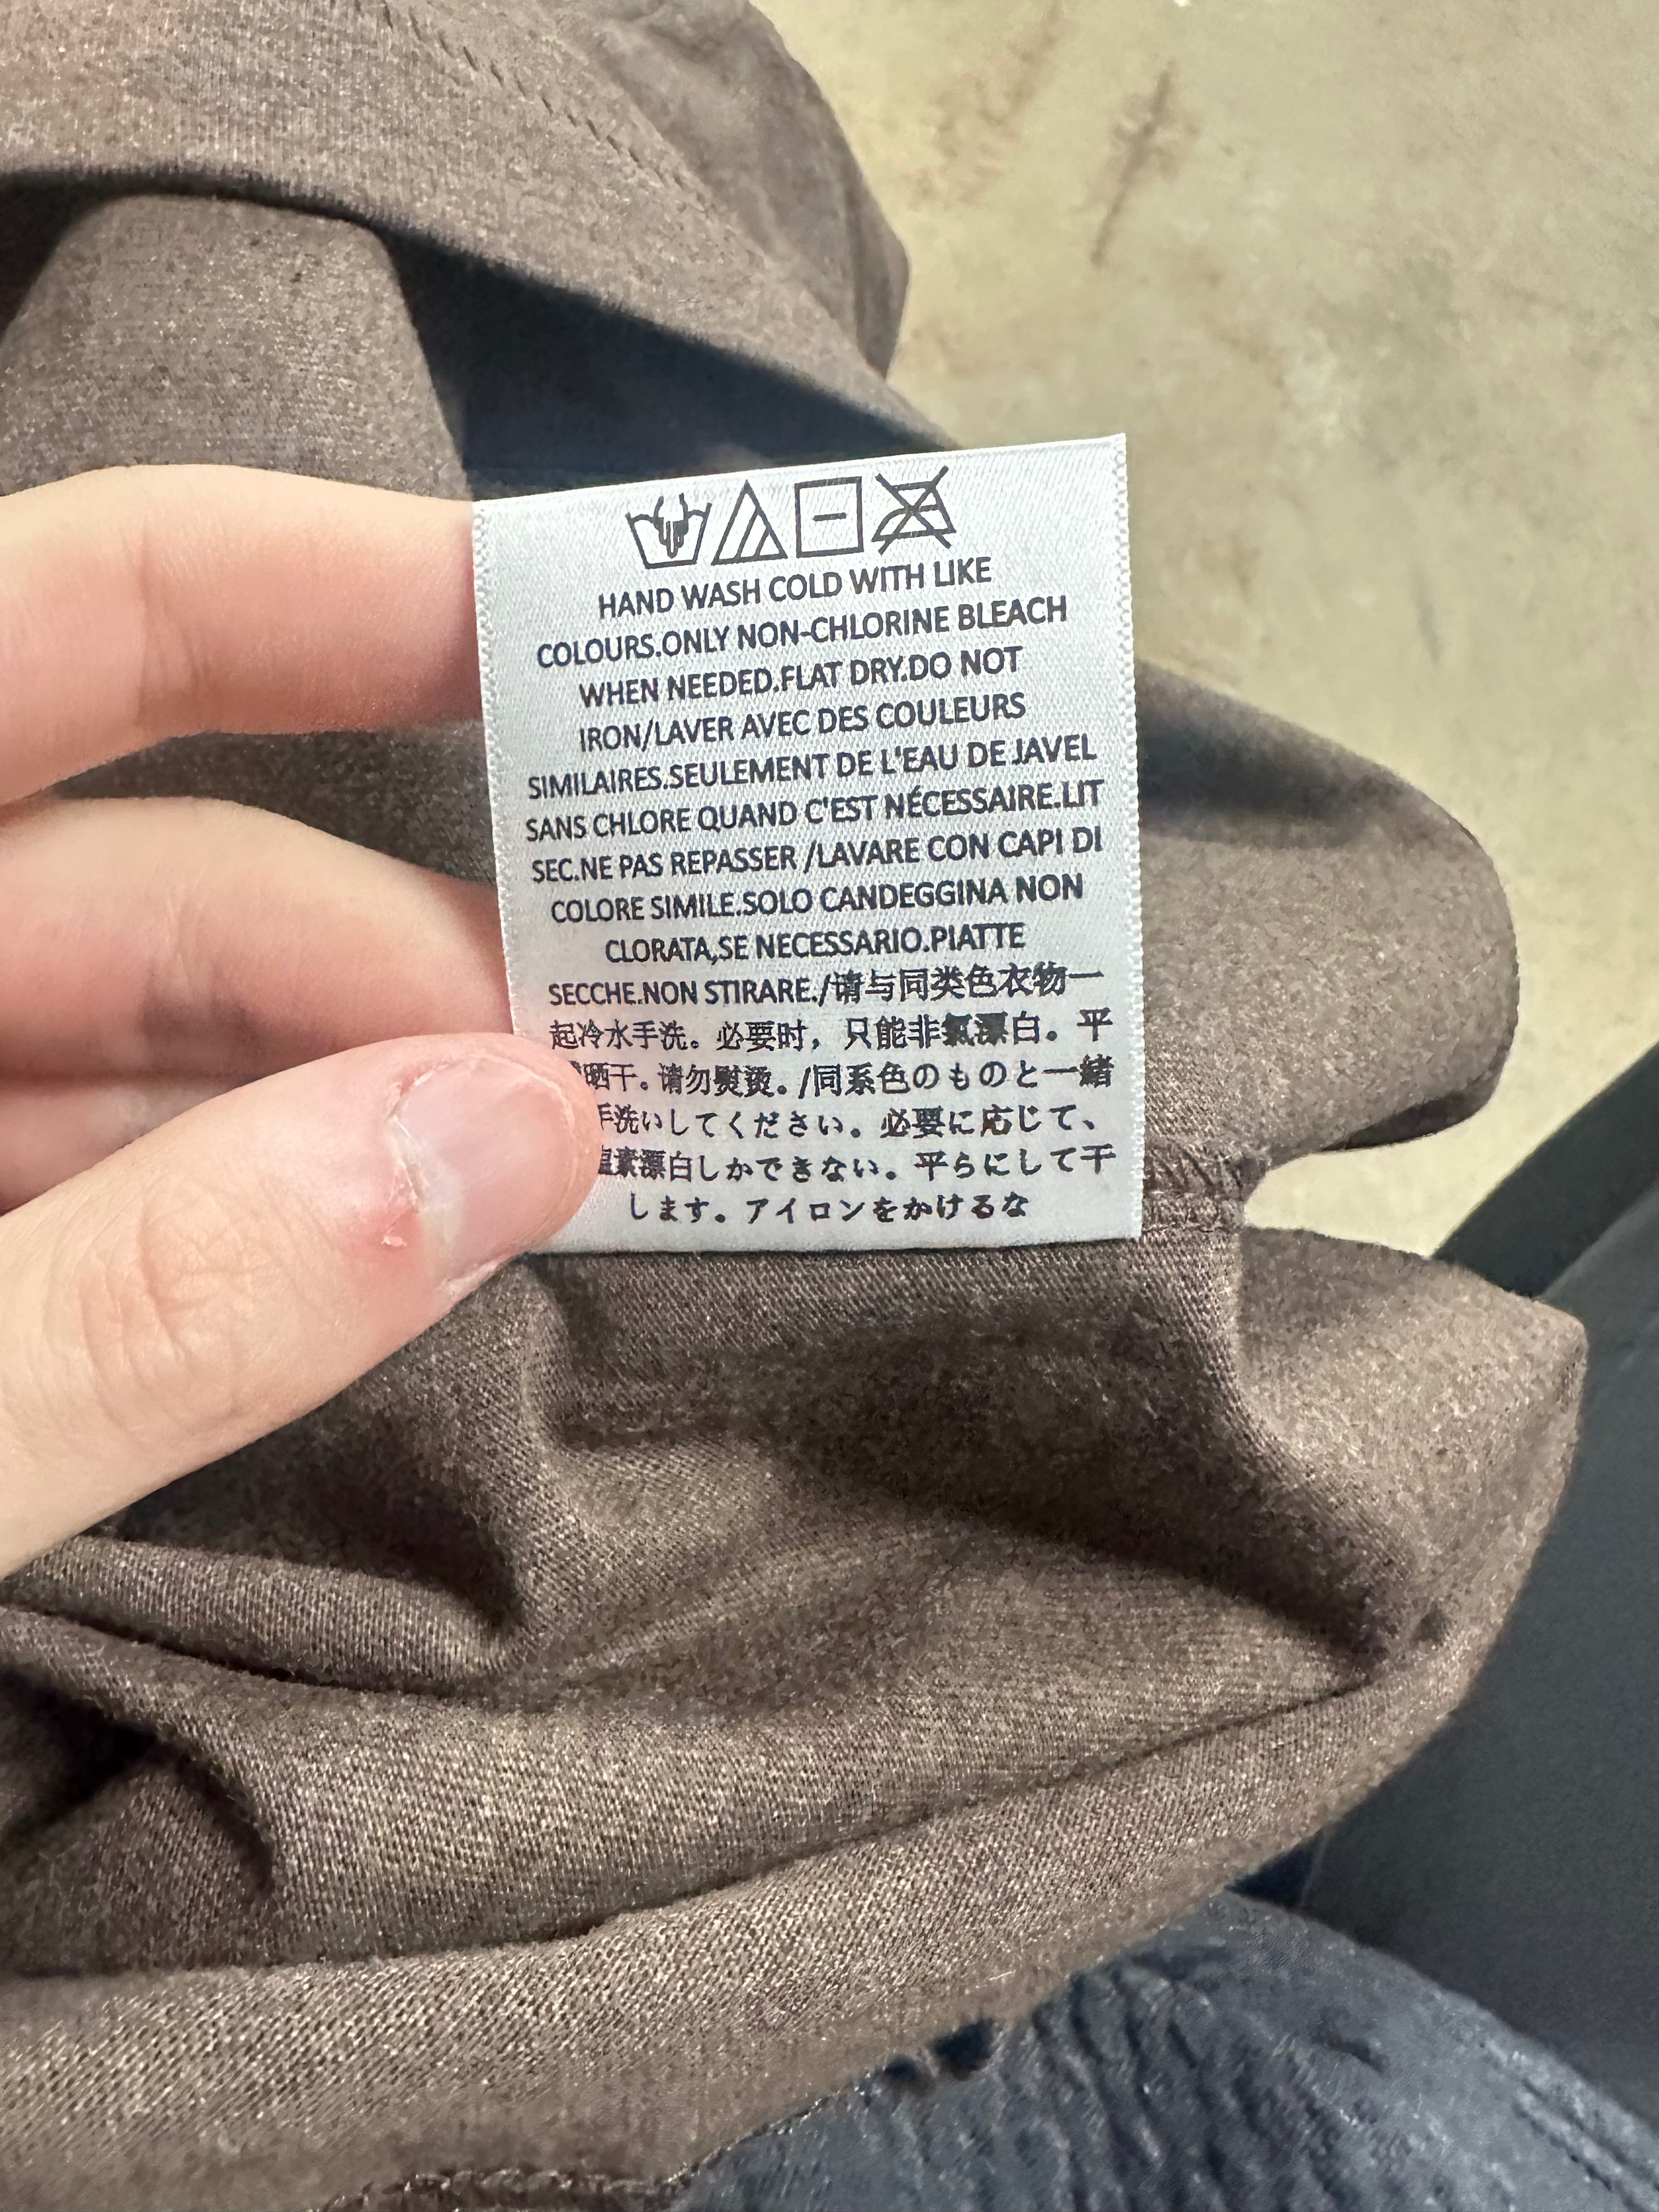 HAND WASH COLD WITH LIKE
COLOURS.ONLY NON-CHLORINE BLEACH
WHEN NEEDED.FLAT DRY.DO NOT
IRON/LAVER AVEC DES COULEURS
SIMILAIRES.SEULEMENT DE L'EAU DE JAVEL
SANS CHLORE QUAND C'EST NÉCESSAIRE.LIT
SEC.NE PAS REPASSER /LAVARE CON CAPI DI
COLORE SIMILE.SOLO CANDEGGINA NON
CLORATA,SE NECESSARIO.PIATTE
SECCHE.NON STIRARE./请与同类色衣物一
起冷水手洗。必要时，只能非氯漂白。平
晒干。请勿熨烫。/同系色のものと一緒
手洗いしてください。必要に応じて、
塩素漂白しかできない。平らにして干
します。アイロンをかけるな